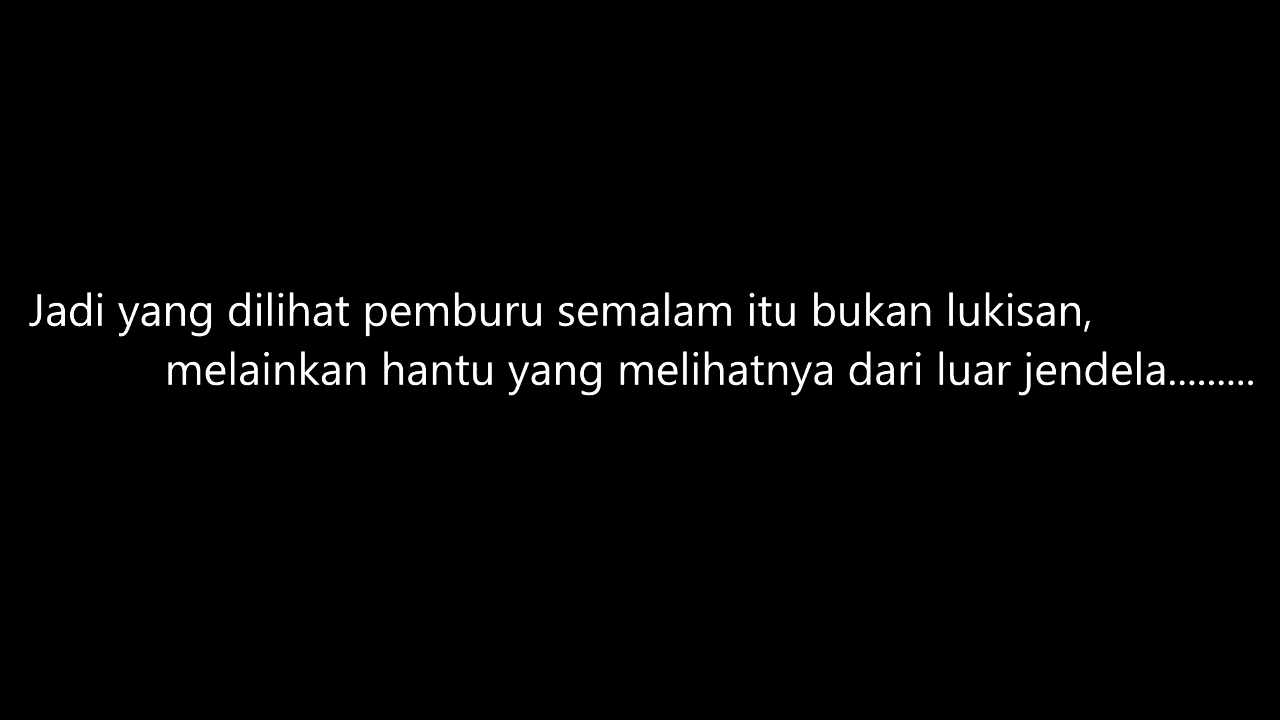 Jadi yang dilihat pemburu semalam itu bukan lukisan,
melainkan hantu yang melihatnya dari luar jendela.........